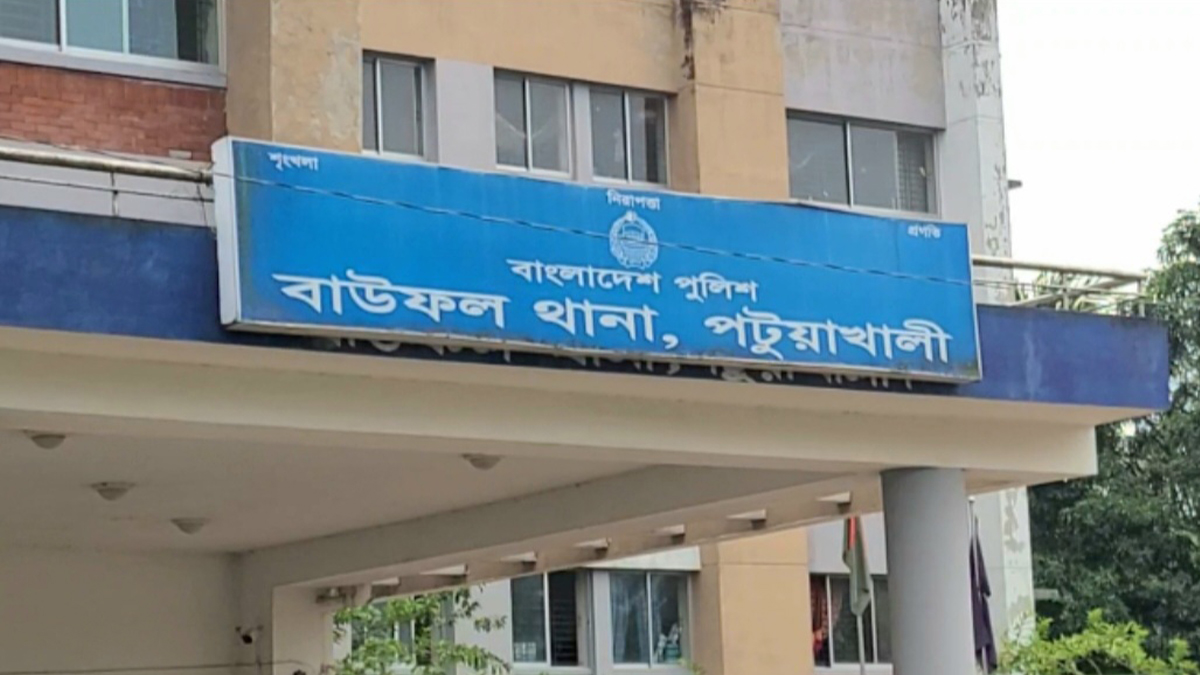 শৃংখলা
নিরাপত্তা
প্রগতি
বাংলাদেশ পুলিশ
বাউফল থানা, পটুয়াখালী